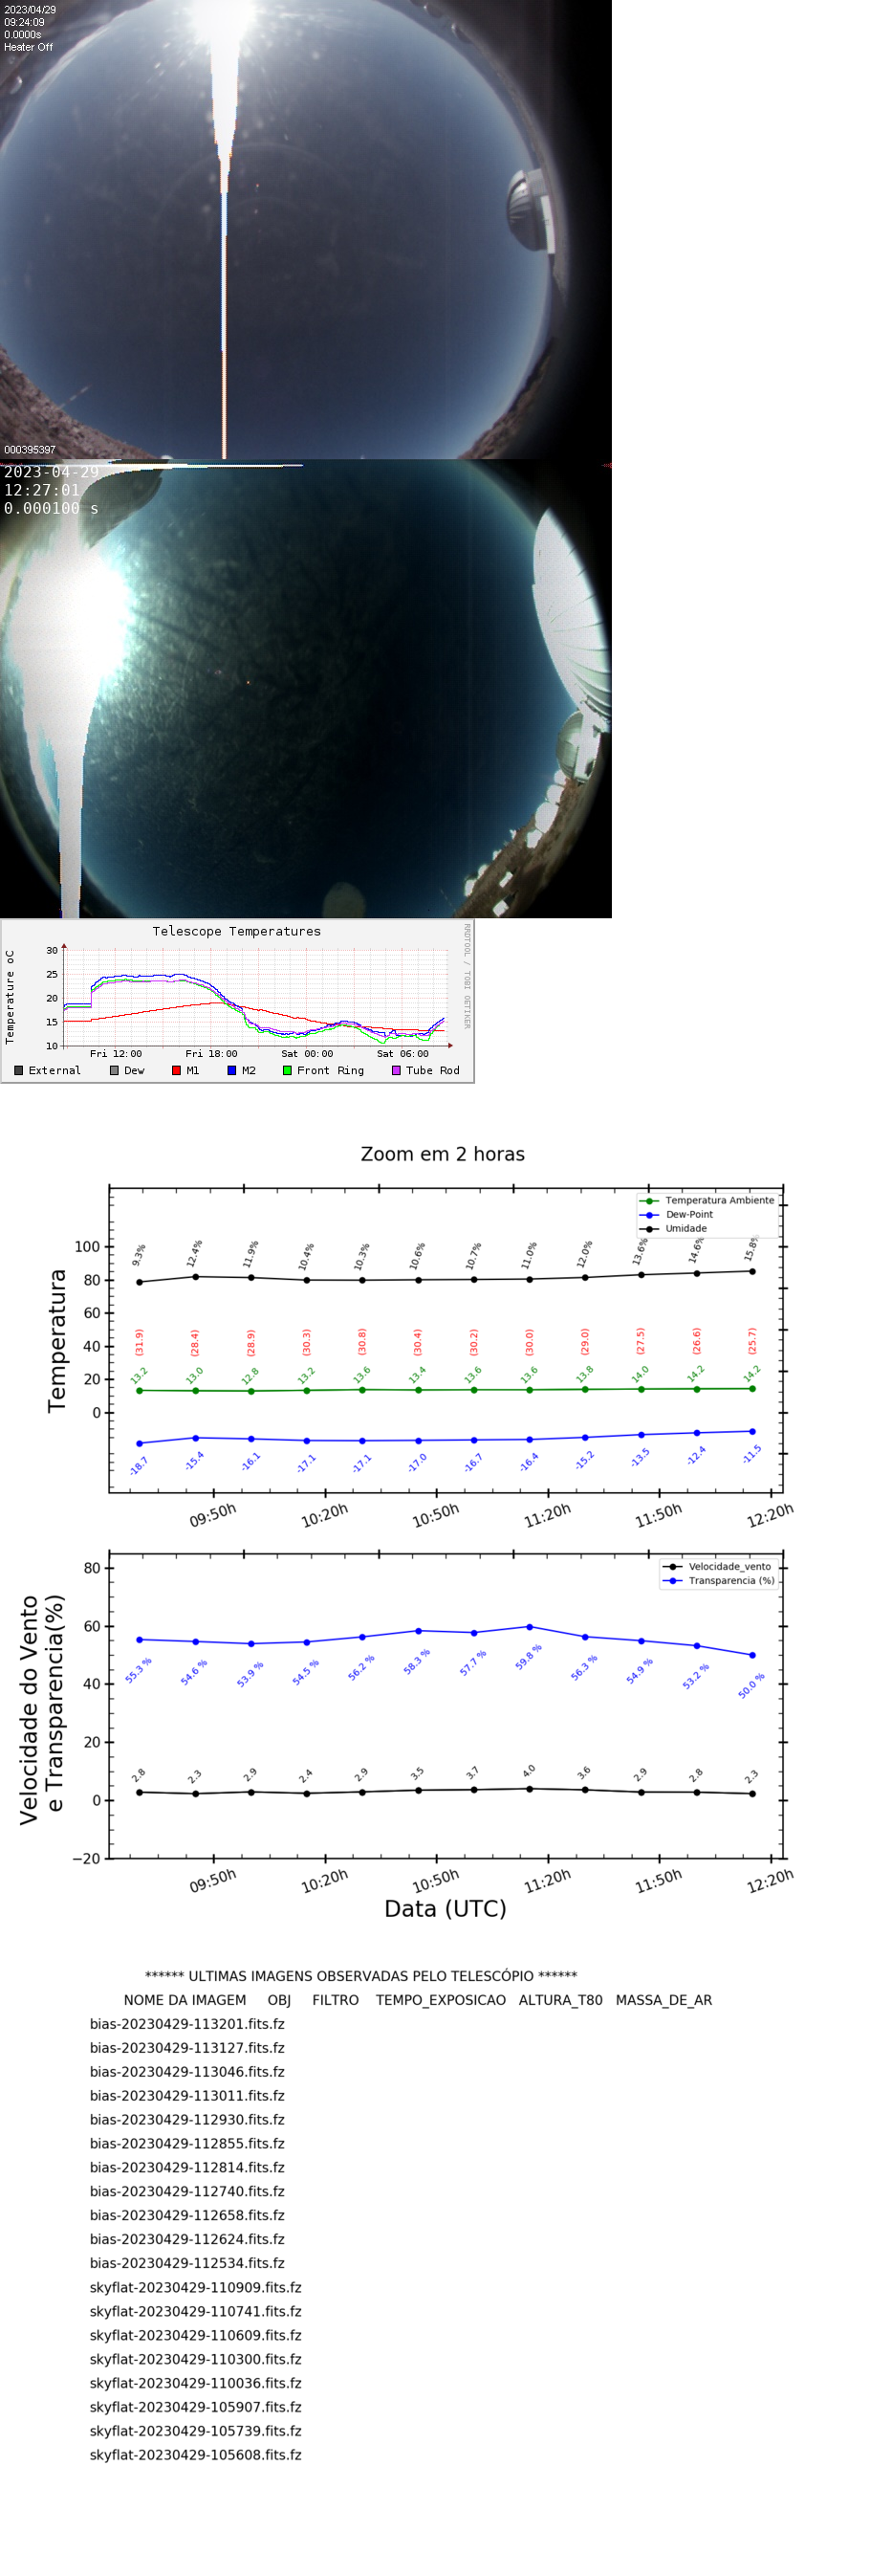 2023/04/29
09:24:09
0.0000s
Heater Off
000395397
2023-04-29
12:27:01
0.000100 s
Telescope Temperatures
RRDTOOL / TOBI OETIKER
Temperature oC
30
25
20
15
10
Fri 12:00 Fri 18:00 Sat 00:00 Sat 06:00
External Dew M1 M2 Front Ring Tube Rod
Zoom em 2 horas
Temperatura Ambiente
Dew-Point
Umidade
Temperatura
100
80
60
40
20
0
9.3% 12.4% 11.9% 10.4% 10.3% 10.6% 10.7% 11.0% 12.0% 13.6% 14.6% 15.8%
(31.9) (28.4) (28.9) (30.3) (30.8) (30.4) (30.2) (30.0) (29.0) (27.5) (26.6) (25.7)
13.2 13.0 12.8 13.2 13.6 13.4 13.6 13.6 13.8 14.0 14.2 14.2
-18.7 -15.4 -16.1 -17.1 -17.1 -17.0 -16.7 -16.4 -15.2 -13.5 -12.4 -11.5
09:50h 10:20h 10:50h 11:20h 11:50h 12:20h
Velocidade_vento
Transparencia (%)
Velocidade do Vento
e Transparencia(%)
80
60
40
20
0
−20
55.3 % 54.6 % 53.9 % 54.5 % 56.2 % 58.3 % 57.7 % 59.8 % 56.3 % 54.9 % 53.2 % 50.0 %
2.8 2.3 2.9 2.4 2.9 3.5 3.7 4.0 3.6 2.9 2.8 2.3
09:50h 10:20h 10:50h 11:20h 11:50h 12:20h
Data (UTC)
****** ULTIMAS IMAGENS OBSERVADAS PELO TELESCÓPIO ******
NOME DA IMAGEM OBJ FILTRO TEMPO_EXPOSICAO ALTURA_T80 MASSA_DE_AR
bias-20230429-113201.fits.fz
bias-20230429-113127.fits.fz
bias-20230429-113046.fits.fz
bias-20230429-113011.fits.fz
bias-20230429-112930.fits.fz
bias-20230429-112855.fits.fz
bias-20230429-112814.fits.fz
bias-20230429-112740.fits.fz
bias-20230429-112658.fits.fz
bias-20230429-112624.fits.fz
bias-20230429-112534.fits.fz
skyflat-20230429-110909.fits.fz
skyflat-20230429-110741.fits.fz
skyflat-20230429-110609.fits.fz
skyflat-20230429-110300.fits.fz
skyflat-20230429-110036.fits.fz
skyflat-20230429-105907.fits.fz
skyflat-20230429-105739.fits.fz
skyflat-20230429-105608.fits.fz